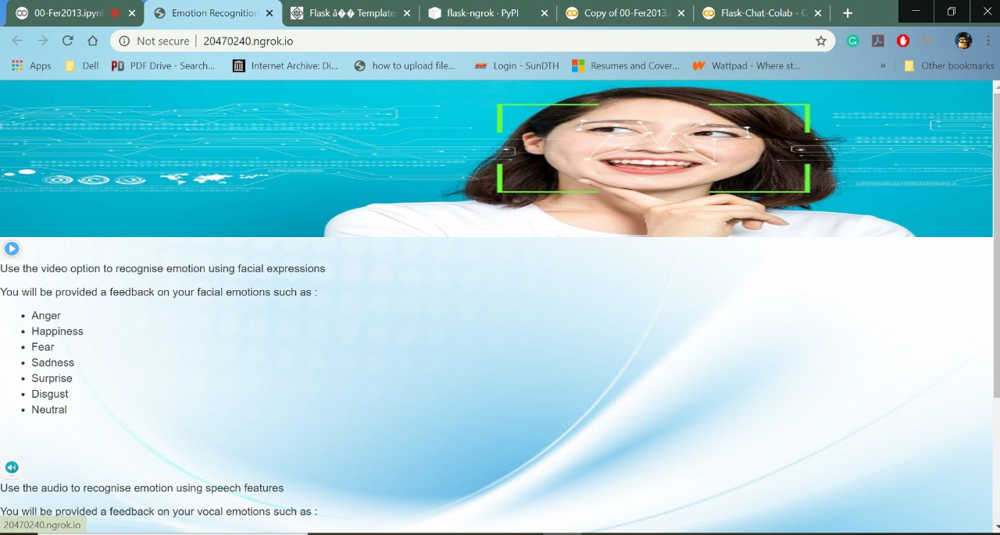 00-Fer2013.ipynl
Emotion Recognition
Flask â�� Template
flask-ngrok · PyPI
Copy of 00-Fer2013.i
Flask-Chat-Colab - C
Not secure | 20470240.ngrok.io
Apps
Dell
PDF Drive - Search...
Internet Archive: Di...
how to upload file...
Login - SunDTH
Resumes and Cover...
Wattpad - Where st...
»
Other bookmarks
Use the video option to recognise emotion using facial expressions
You will be provided a feedback on your facial emotions such as :
• Anger
• Happiness
• Fear
• Sadness
• Surprise
• Disgust
• Neutral
Use the audio to recognise emotion using speech features
You will be provided a feedback on your vocal emotions such as :
20470240.ngrok.io